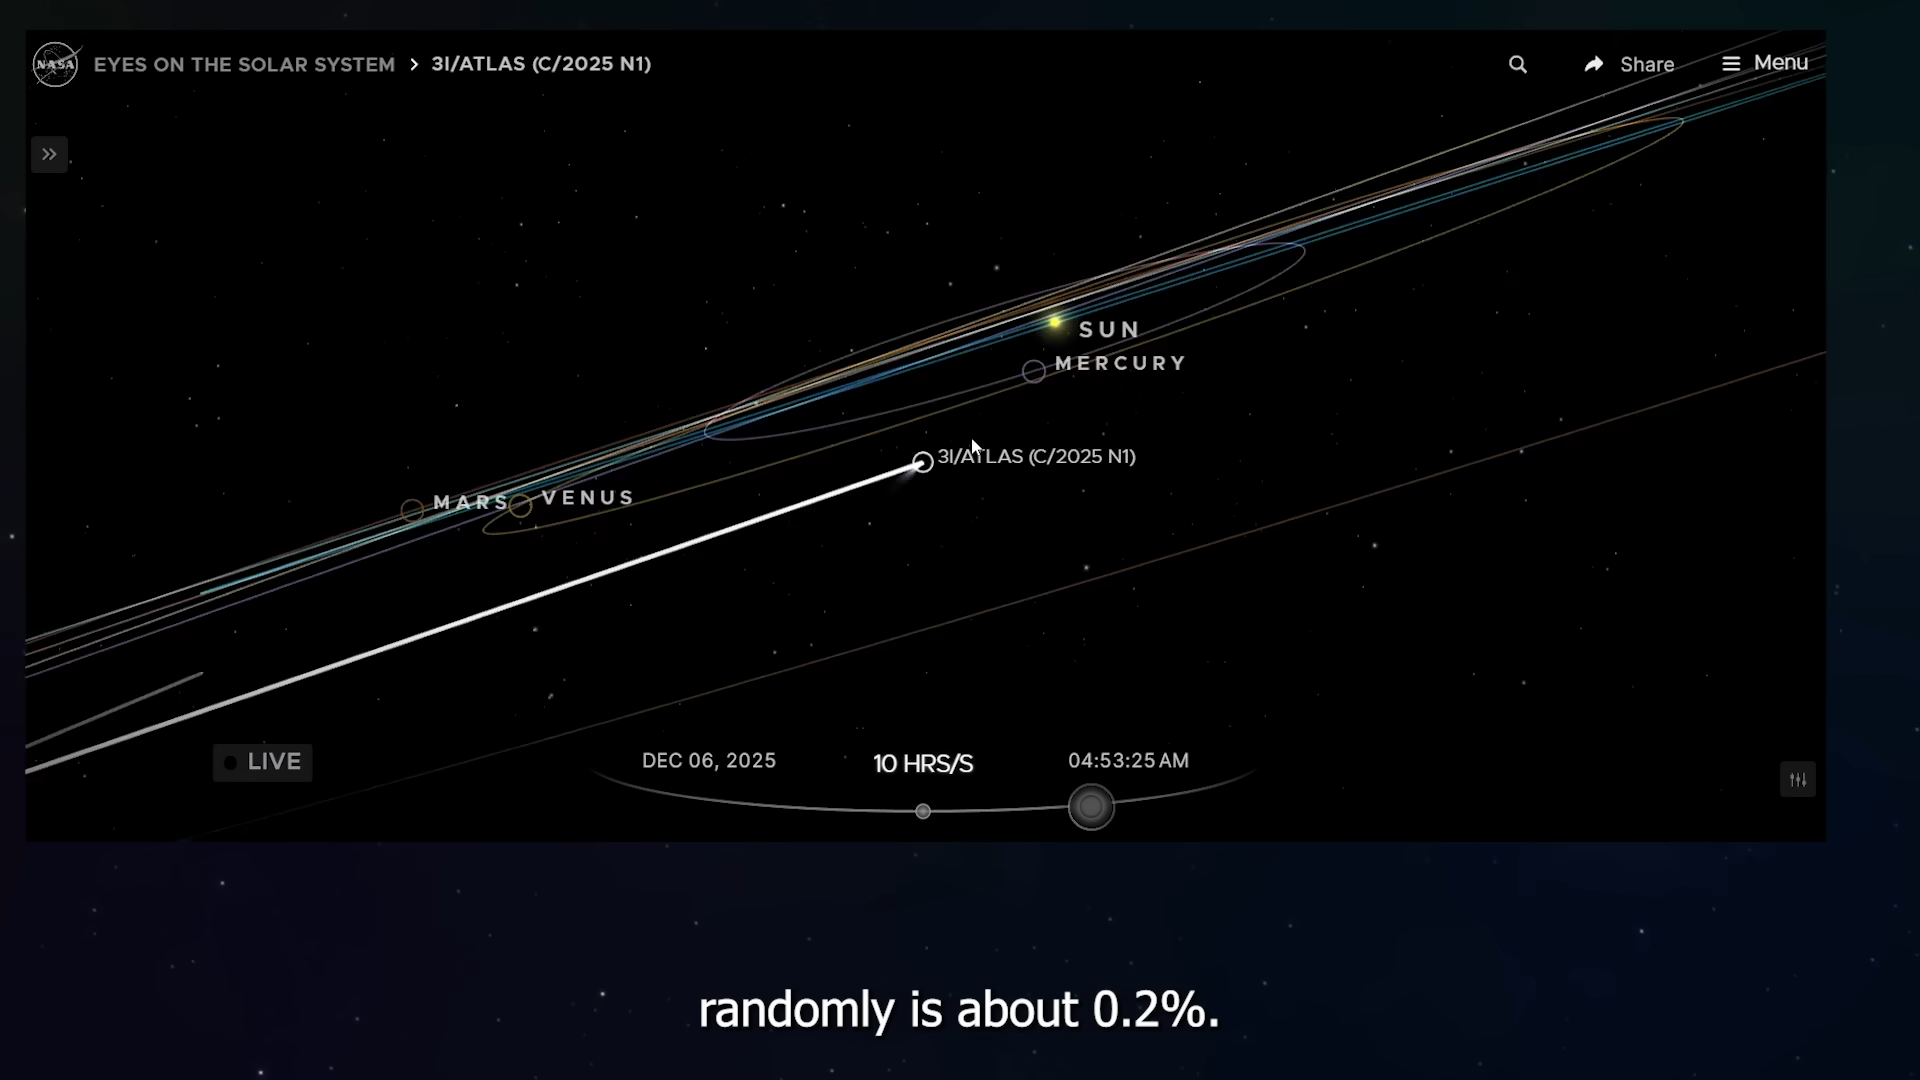 NASA
EYES ON THE SOLAR SYSTEM > 3I/ATLAS (C/2025 N1)
Share
Menu
SUN
MERCURY
3I/ATLAS (C/2025 N1)
MARS
VENUS
LIVE
DEC 06, 2025
10 HRS/S
04:53:25 AM
randomly is about 0.2%.